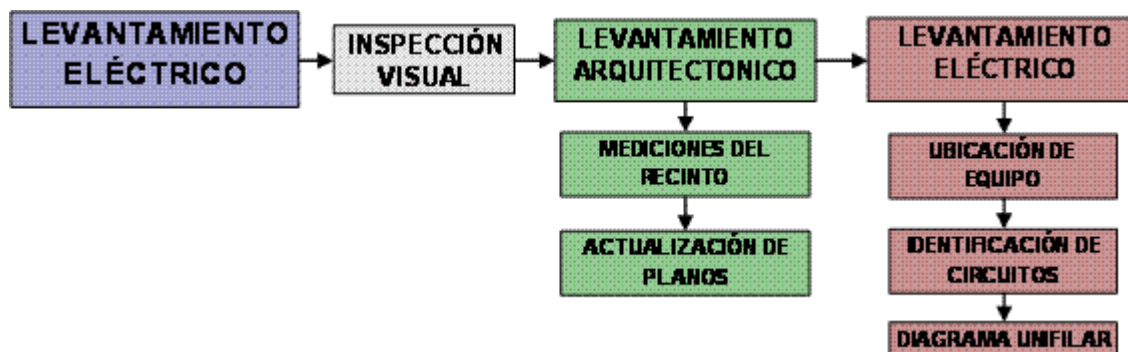 LEVANTAMIENTO
ELÉCTRICO
INSPECCIÓN
VISUAL
LEVANTAMIENTO
ARQUITECTONICO
LEVANTAMIENTO
ELÉCTRICO
MEDICIONES DEL
RECINTO
UBICACIÓN DE
EQUIPO
ACTUALIZACIÓN DE
PLANOS
IDENTIFICACIÓN DE
CIRCUITOS
DIAGRAMA UNIFILAR